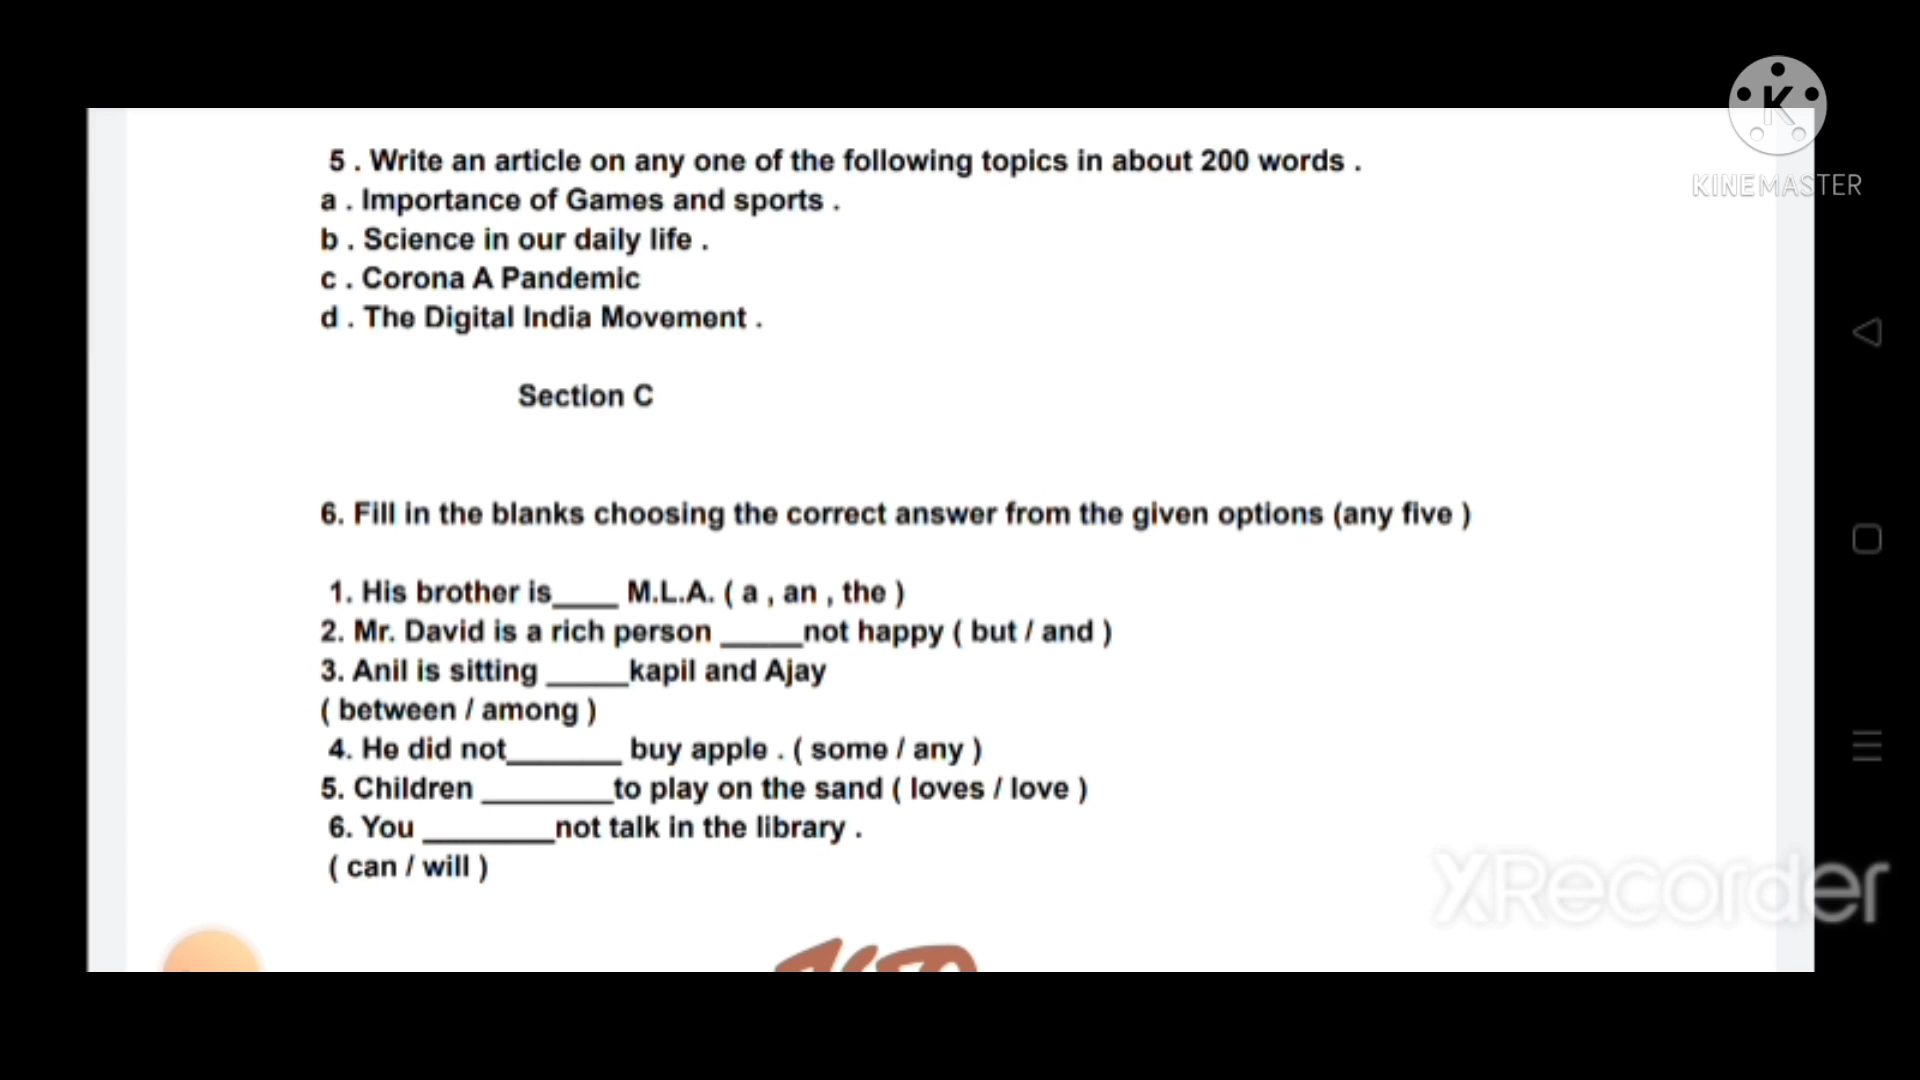 K
KINEMASTER
5 . Write an article on any one of the following topics in about 200 words .
a . Importance of Games and sports .
b . Science in our daily life .
c . Corona A Pandemic
d . The Digital India Movement .
Section C
6. Fill in the blanks choosing the correct answer from the given options (any five )
1. His brother is____ M.L.A. ( a , an , the )
2. Mr. David is a rich person _____not happy ( but / and )
3. Anil is sitting _____kapil and Ajay
( between / among )
4. He did not_______ buy apple . ( some / any )
5. Children ________to play on the sand ( loves / love )
6. You ________not talk in the library .
( can / will )
XRecorder